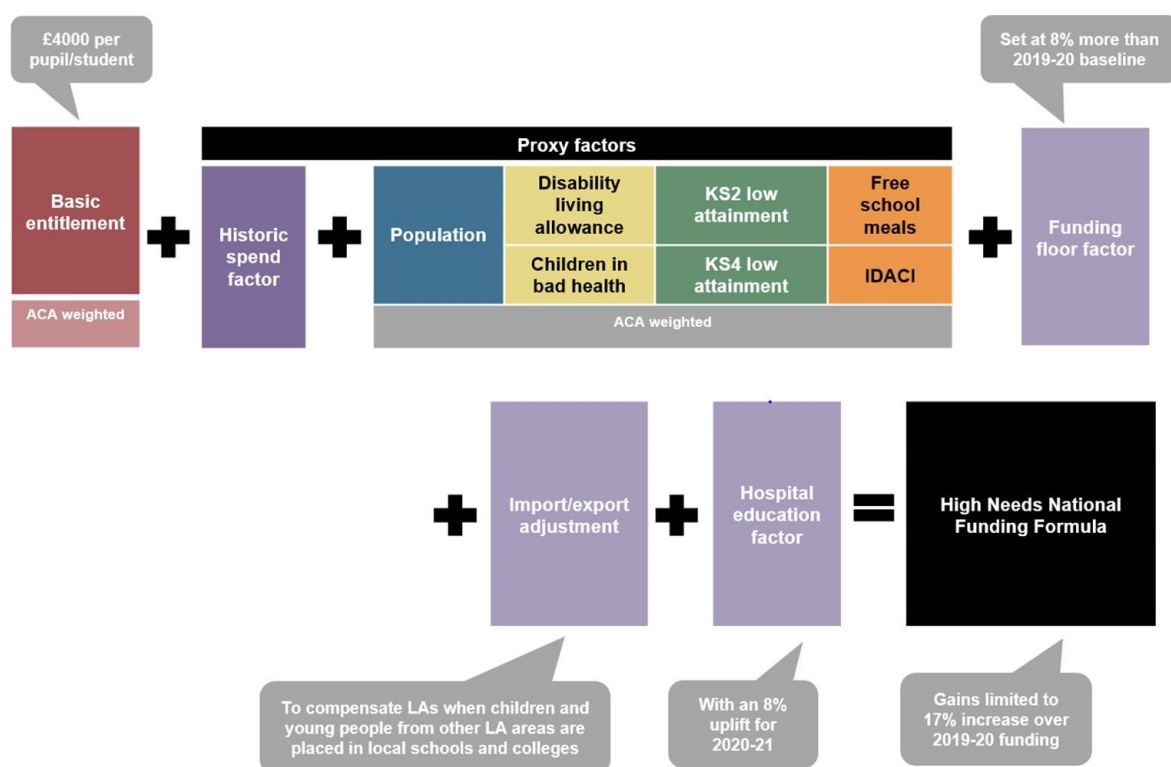 £4000 per
pupil/student
Set at 8% more than
2019-20 baseline
Proxy factors
Basic
entitlement
ACA weighted
Historic
spend
factor
Population
Disability
living
allowance
KS2 low
attainment
Free
school
meals
Children in
bad health
KS4 low
attainment
IDACI
ACA weighted
Funding
floor factor
Import/export
adjustment
Hospital
education
factor
High Needs National
Funding Formula
To compensate LAs when children and
young people from other LA areas are
placed in local schools and colleges
With an 8%
uplift for
2020-21
Gains limited to
17% increase over
2019-20 funding